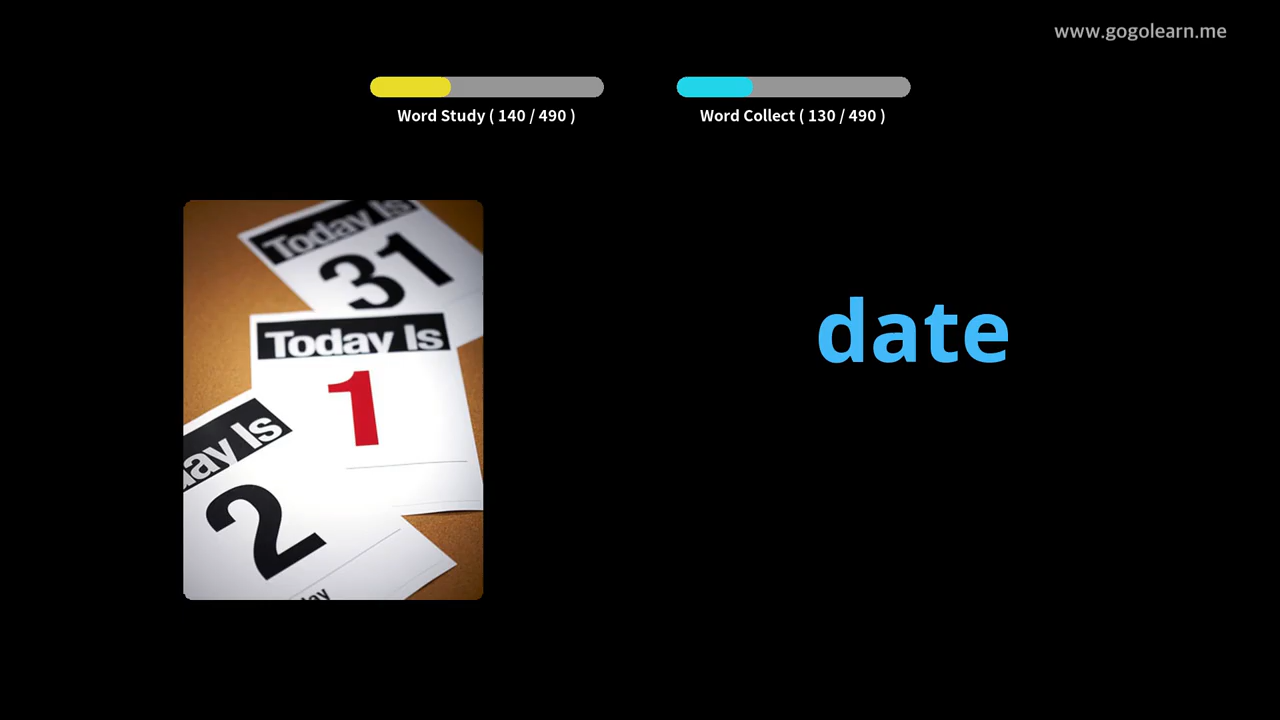 www.gogolearn.me
Word Study ( 140 / 490 )
Word Collect ( 130 / 490 )
Today Is
31
Today Is
1
ay Is
2
date